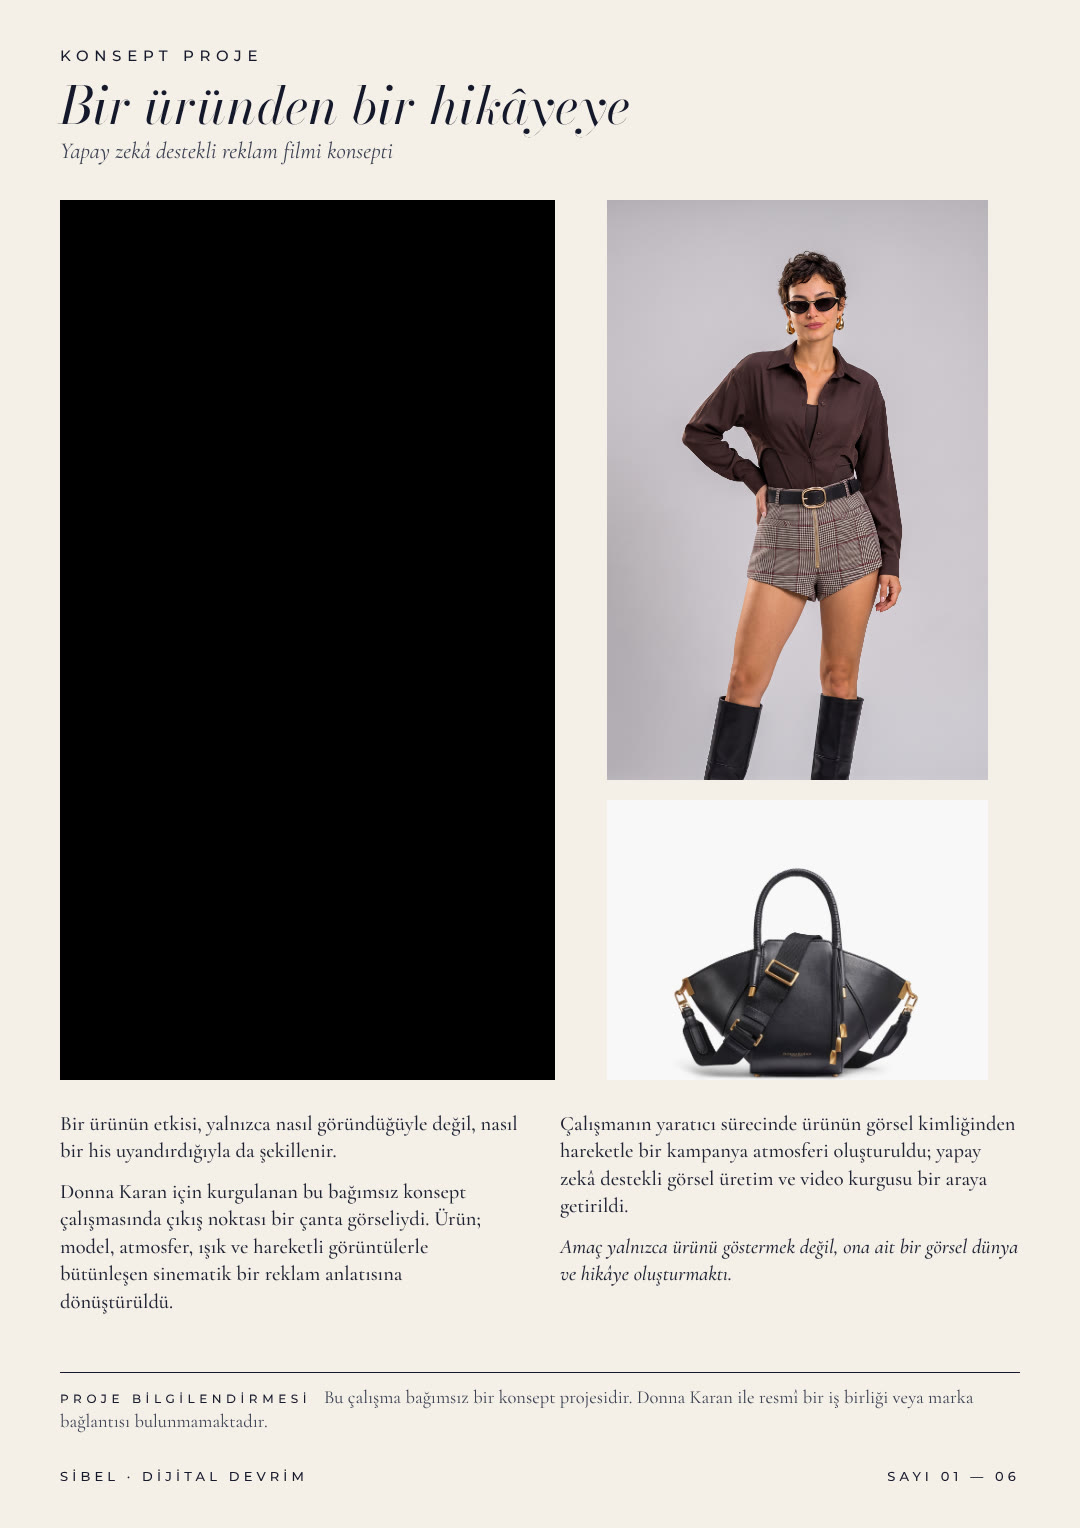 KONSEPT PROJE
Bir üründen bir hikâyeye
Yapay zekâ destekli reklam filmi konsepti
Bir ürünün etkisi, yalnızca nasıl göründüğüyle değil, nasıl
bir his uyandırdığıyla da şekillenir.
Donna Karan için kurgulanan bu bağımsız konsept
çalışmasında çıkış noktası bir çanta görseliydi. Ürün;
model, atmosfer, ışık ve hareketli görüntülerle
bütünleşen sinematik bir reklam anlatısına
dönüştürüldü.
Çalışmanın yaratıcı sürecinde ürünün görsel kimliğinden
hareketle bir kampanya atmosferi oluşturuldu; yapay
zekâ destekli görsel üretim ve video kurgusu bir araya
getirildi.
Amaç yalnızca ürünü göstermek değil, ona ait bir görsel dünya
ve hikâye oluşturmaktı.
PROJE BİLGİLENDİRMESİ Bu çalışma bağımsız bir konsept projesidir. Donna Karan ile resmî bir iş birliği veya marka
bağlantısı bulunmamaktadır.
SİBEL · DİJİTAL DEVRİM
SAYI 01 — 06